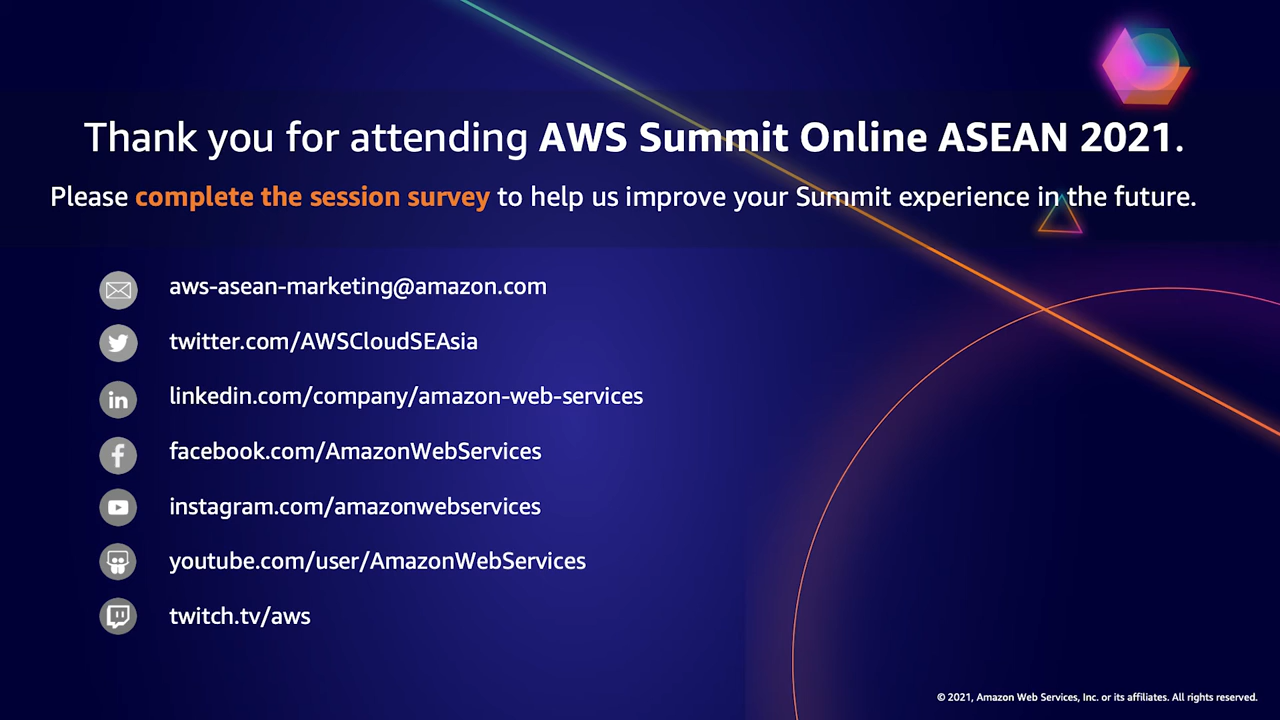 Thank you for attending AWS Summit Online ASEAN 2021.
Please complete the session survey to help us improve your Summit experience in the future.
aws-asean-marketing@amazon.com
twitter.com/AWSCloudSEAsia
linkedin.com/company/amazon-web-services
facebook.com/AmazonWebServices
instagram.com/amazonwebservices
youtube.com/user/AmazonWebServices
twitch.tv/aws
© 2021, Amazon Web Services, Inc. or its affiliates. All rights reserved.